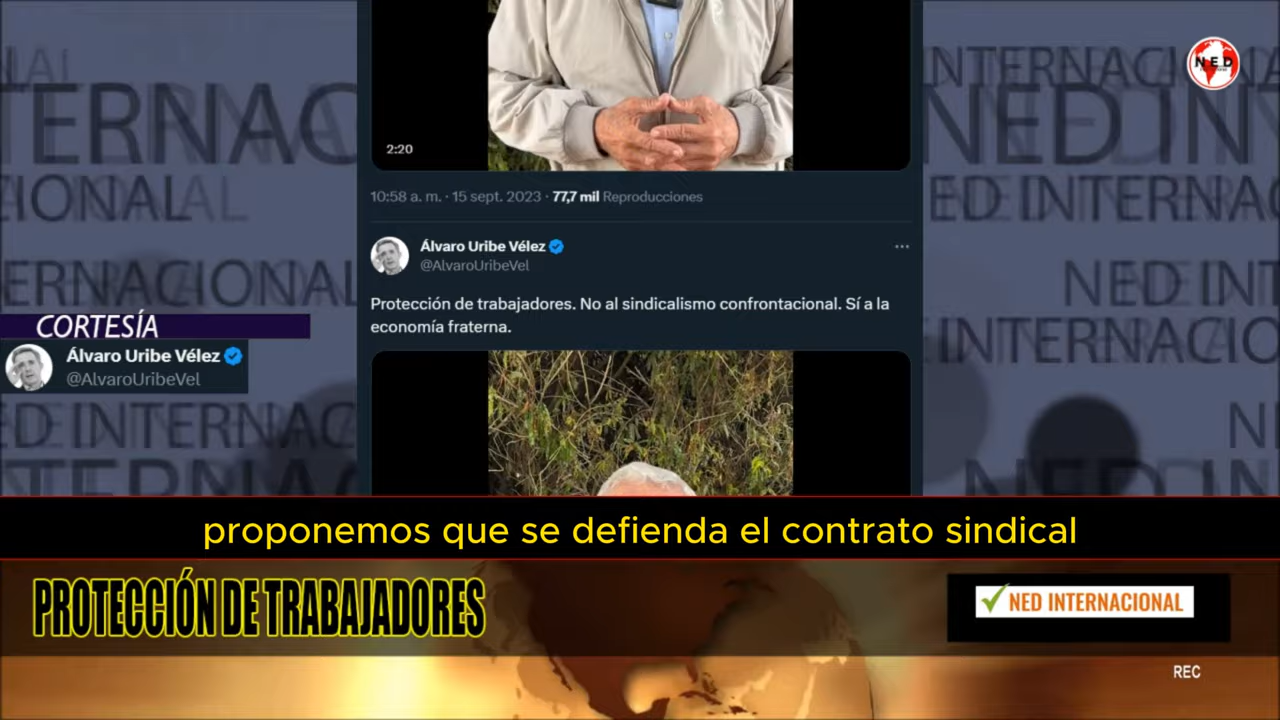 NED
2:20
10:58 a. m. · 15 sept. 2023 · 77,7 mil Reproducciones
Álvaro Uribe Vélez
@AlvaroUribeVel
Protección de trabajadores. No al sindicalismo confrontacional. Sí a la
economía fraterna.
CORTESÍA
Álvaro Uribe Vélez
@AlvaroUribeVel
proponemos que se defienda el contrato sindical
PROTECCIÓN DE TRABAJADORES
NED INTERNACIONAL
REC